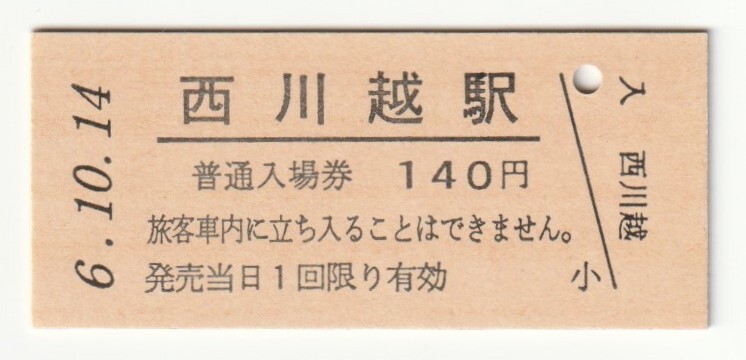 6.10.14
西川越駅
普通入場券 140円
旅客車内に立ち入ることはできません。
発売当日1回限り有効
小
入 西川越